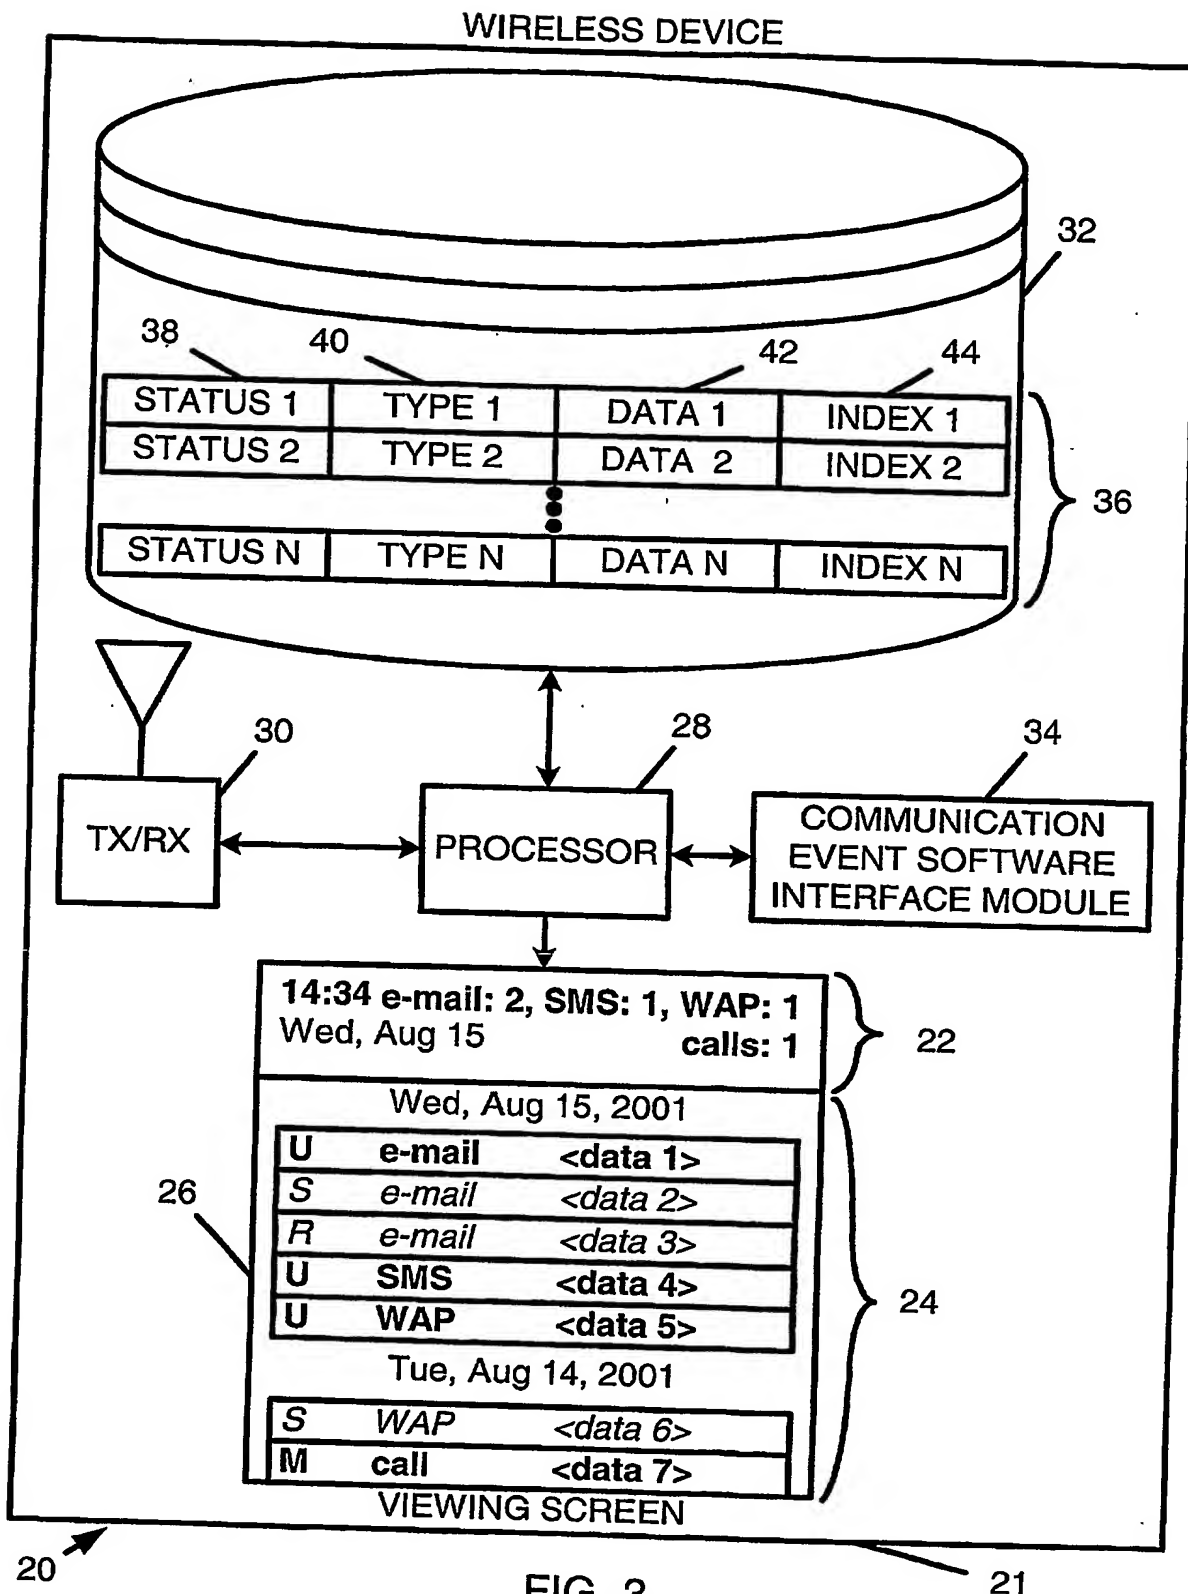 WIRELESS DEVICE
32
38 40 42 44
STATUS 1 TYPE 1 DATA 1 INDEX 1
STATUS 2 TYPE 2 DATA 2 INDEX 2
36
STATUS N TYPE N DATA N INDEX N
30 28 34
TX/RX
PROCESSOR
COMMUNICATION
EVENT SOFTWARE
INTERFACE MODULE
14:34 e-mail: 2, SMS: 1, WAP: 1
Wed, Aug 15 calls: 1
22
Wed, Aug 15, 2001
U e-mail <data 1>
S e-mail <data 2>
R e-mail <data 3>
U SMS <data 4>
U WAP <data 5>
26
24
Tue, Aug 14, 2001
S WAP <data 6>
M call <data 7>
VIEWING SCREEN
20
21